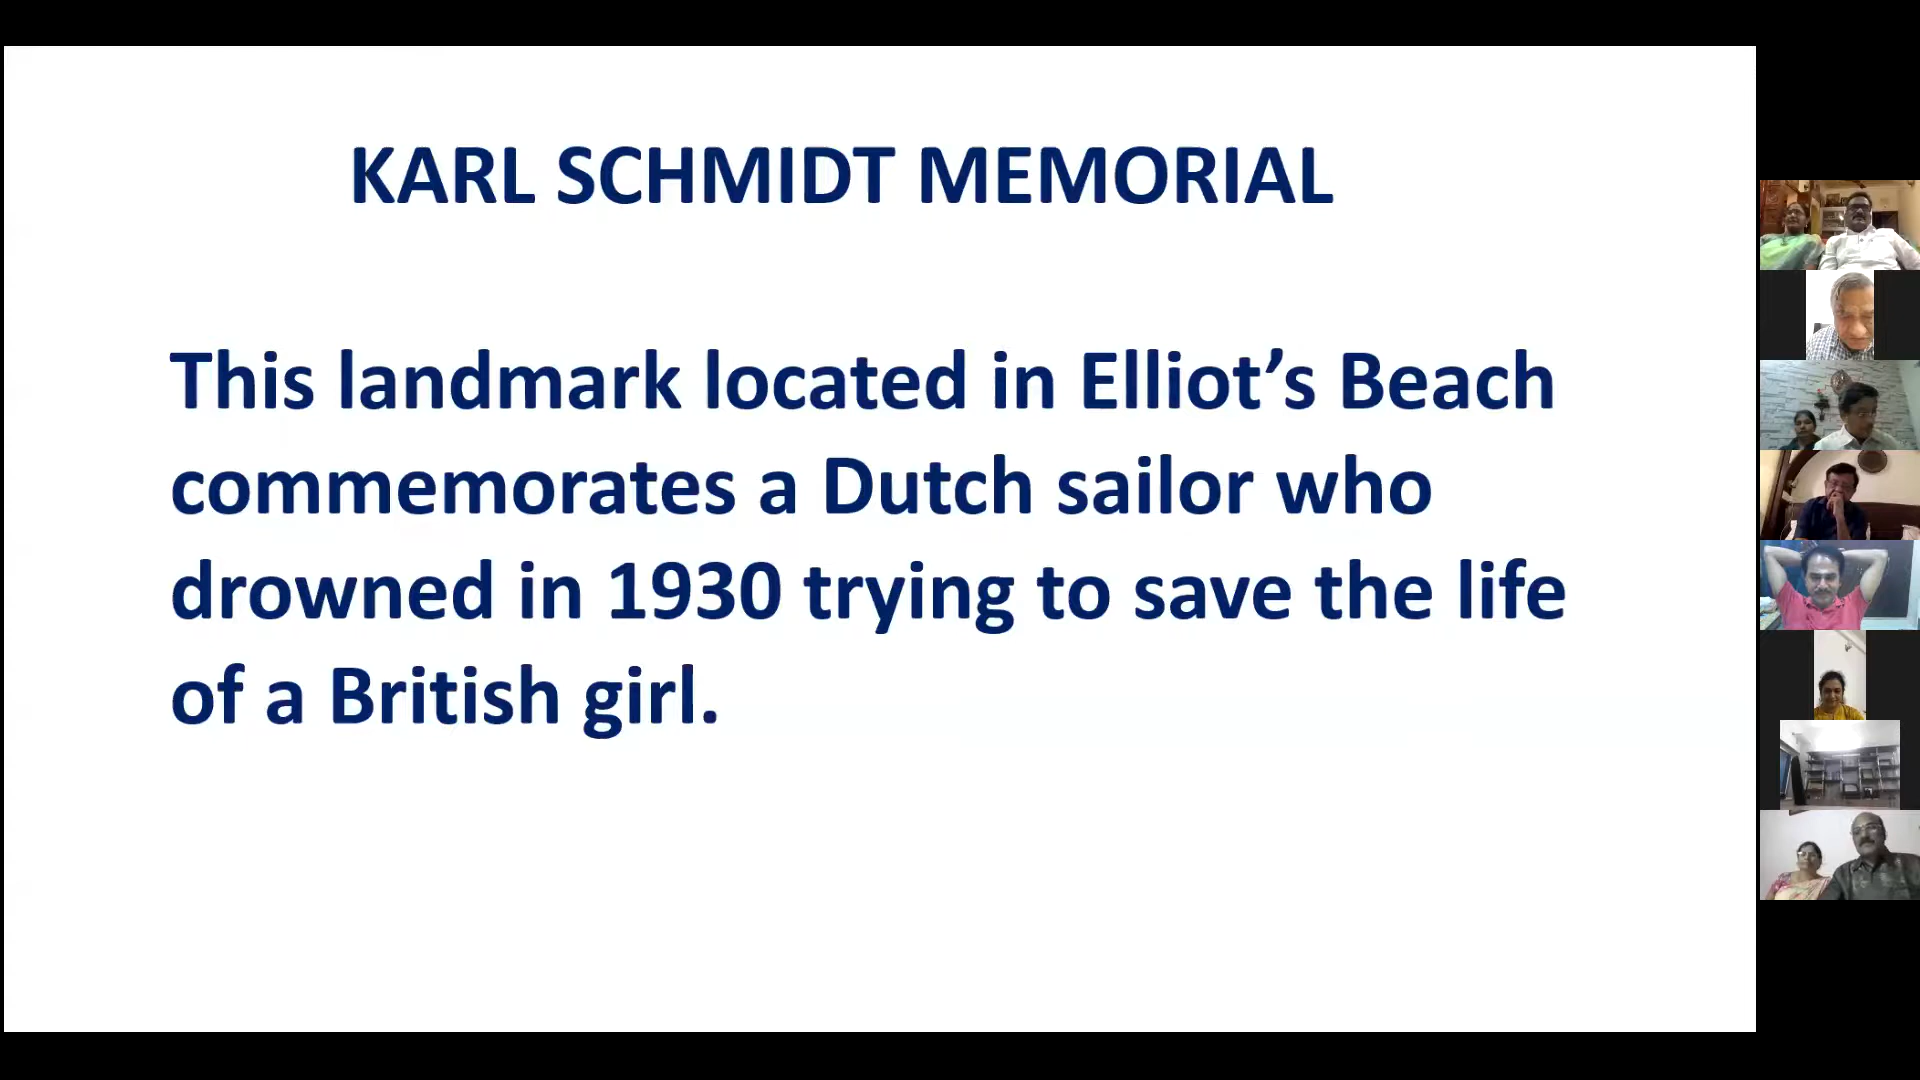 KARL SCHMIDT MEMORIAL
This landmark located in Elliot’s Beach
commemorates a Dutch sailor who
drowned in 1930 trying to save the life
of a British girl.